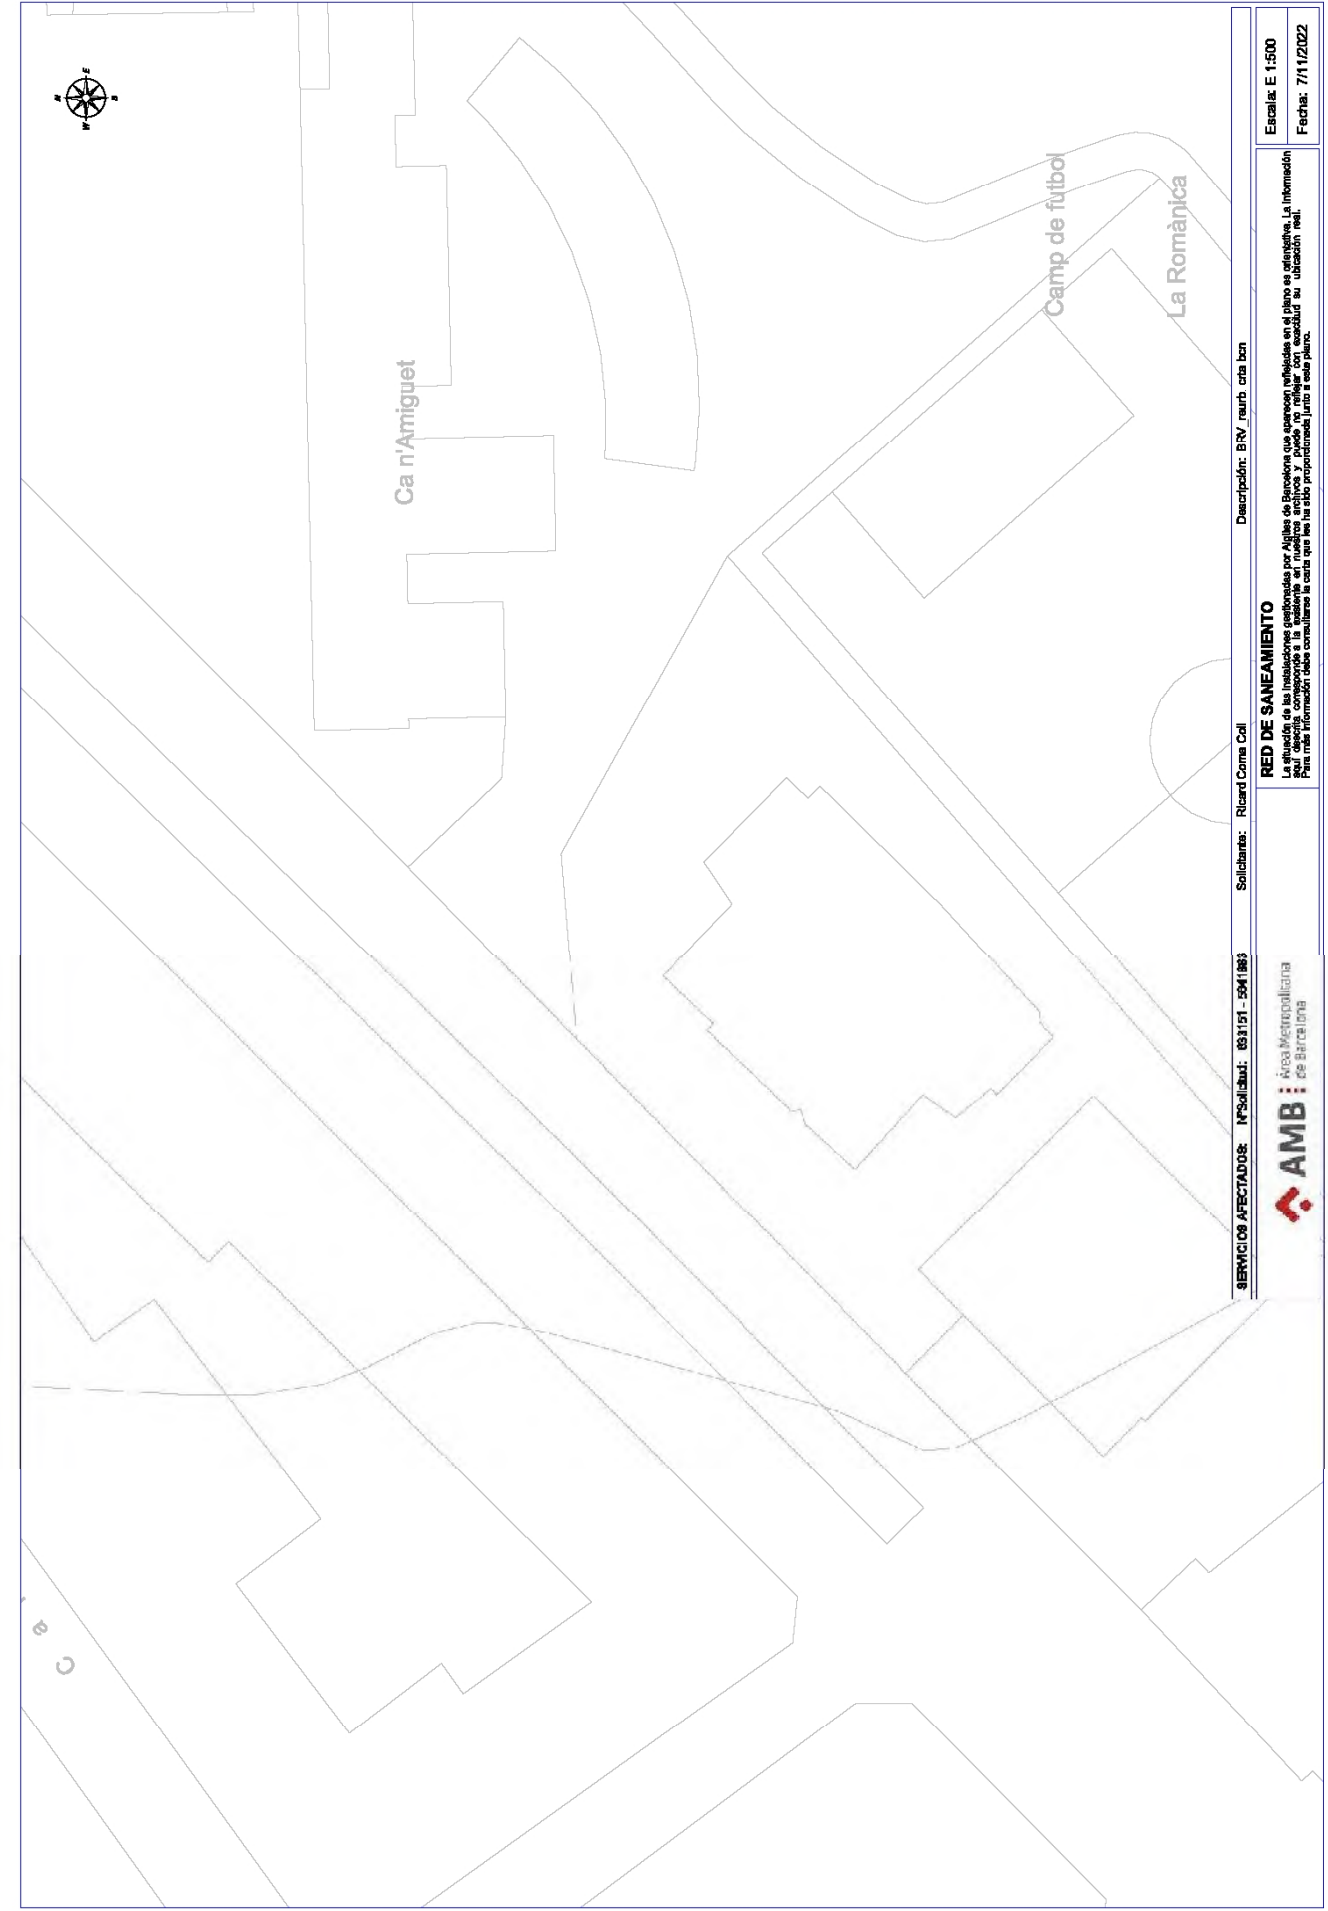 N
E
S
W
Ca n'Amiguet
Camp de futbol
La Romànica
C a
SERVICIOS AFECTADOS:
NºSolicitud:
Solicitante: Ricard Coma Coll
Descripción: BRV_reurb. crta bcn
AMB
Àrea Metropolitana
de Barcelona
RED DE SANEAMIENTO
La situación de las instalaciones gestionadas por Aigües de Barcelona que aparecen reflejadas en el plano es orientativa. La información
aquí descrita corresponde a la existente en nuestros archivos y puede no reflejar con exactitud su ubicación real.
Para más información debe consultarse la carta que les ha sido proporcionada junto a este plano.
Escala: E 1:500
Fecha: 7/11/2022